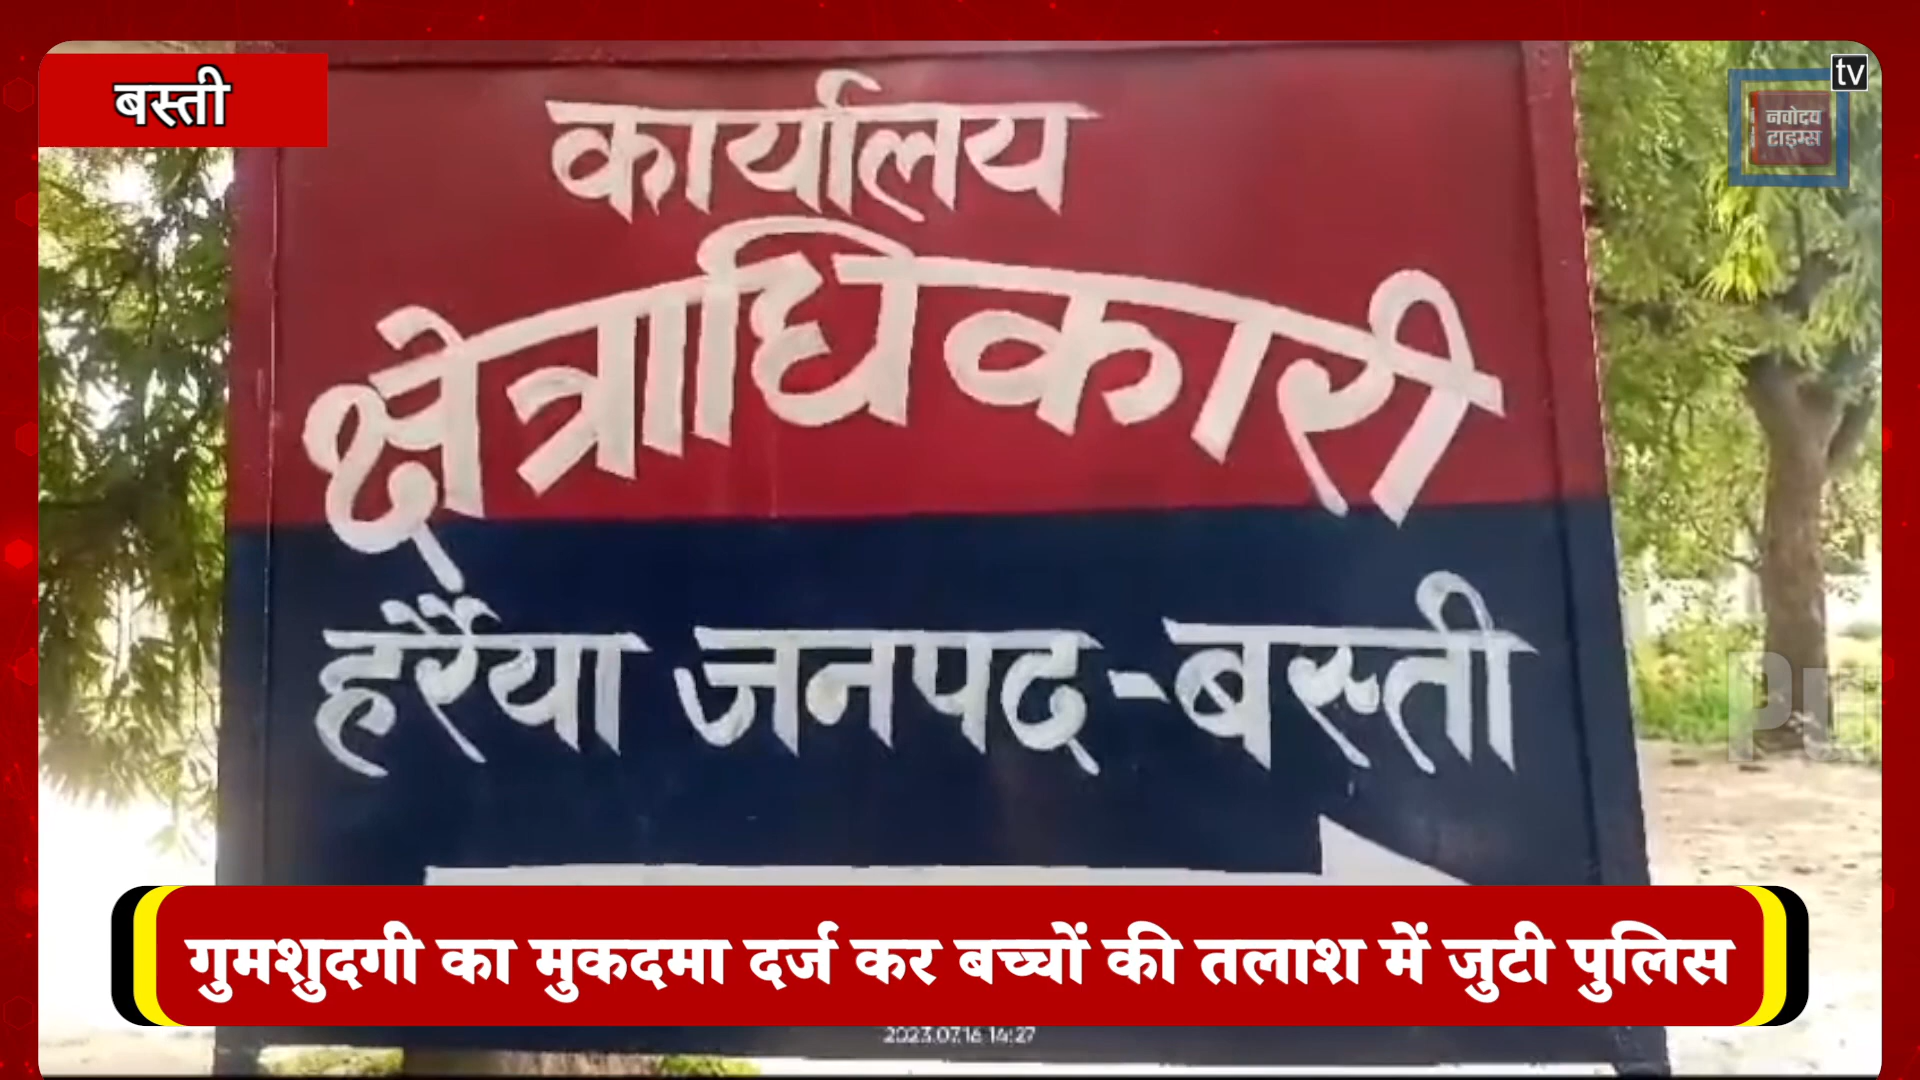 बस्ती
tv
नवोदय
टाइम्स
कार्यालय
क्षेत्राधिकारी
हर्रैया जनपद-बस्ती
गुमशुदगी का मुकदमा दर्ज कर बच्चों की तलाश में जुटी पुलिस
2023.07.16 14:27